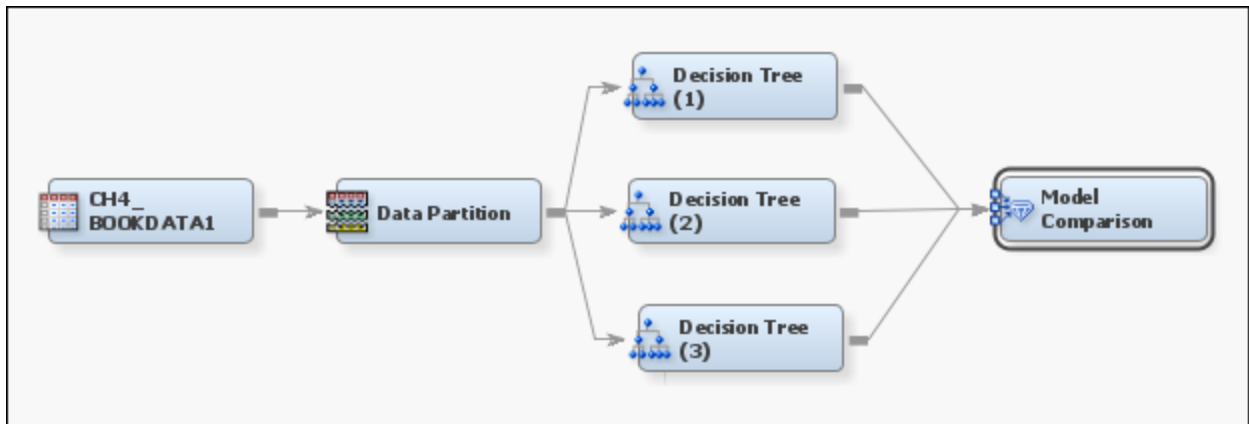 CH4_
BOOKDATA1
Data Partition
Decision Tree
(1)
Decision Tree
(2)
Decision Tree
(3)
Model
Comparison